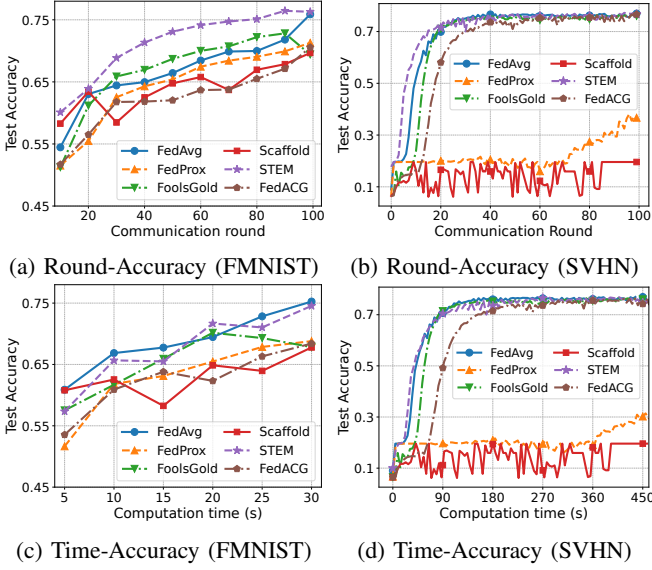 0.75
0.65
0.55
0.45
Test Accuracy
FedAvg
FedProx
FoolsGold
Scaffold
STEM
FedACG
20 40 60 80 100
Communication round
(a) Round-Accuracy (FMNIST)
0.7
0.5
0.3
0.1
Test Accuracy
FedAvg
FedProx
FoolsGold
Scaffold
STEM
FedACG
0 20 40 60 80 100
Communication Round
(b) Round-Accuracy (SVHN)
0.75
0.65
0.55
0.45
Test Accuracy
FedAvg
FedProx
FoolsGold
Scaffold
STEM
FedACG
5 10 15 20 25 30
Computation time (s)
(c) Time-Accuracy (FMNIST)
0.7
0.5
0.3
0.1
Test Accuracy
FedAvg
FedProx
FoolsGold
Scaffold
STEM
FedACG
0 90 180 270 360 450
Computation time (s)
(d) Time-Accuracy (SVHN)